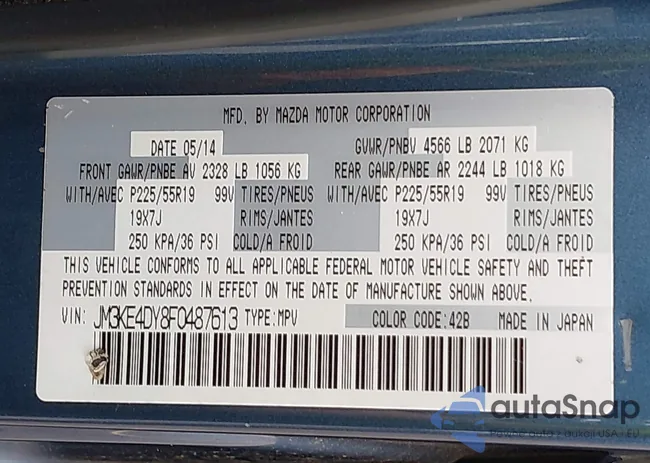 MFD. BY MAZDA MOTOR CORPORATION
DATE 05/14 GVWR/PNBV 4566 LB 2071 KG
FRONT GAWR/PNBE AV 2328 LB 1056 KG REAR GAWR/PNBE AR 2244 LB 1018 KG
WITH/AVEC P225/55R19 99V TIRES/PNEUS WITH/AVEC P225/55R19 99V TIRES/PNEUS
19X7J RIMS/JANTES 19X7J RIMS/JANTES
250 KPA/36 PSI COLD/A FROID 250 KPA/36 PSI COLD/A FROID
THIS VEHICLE CONFORMS TO ALL APPLICABLE FEDERAL MOTOR VEHICLE SAFETY AND THEFT
PREVENTION STANDARDS IN EFFECT ON THE DATE OF MANUFACTURE SHOWN ABOVE.
VIN: JM3KE4DY8F0487613 TYPE:MPV COLOR CODE:42B MADE IN JAPAN
autaSnap